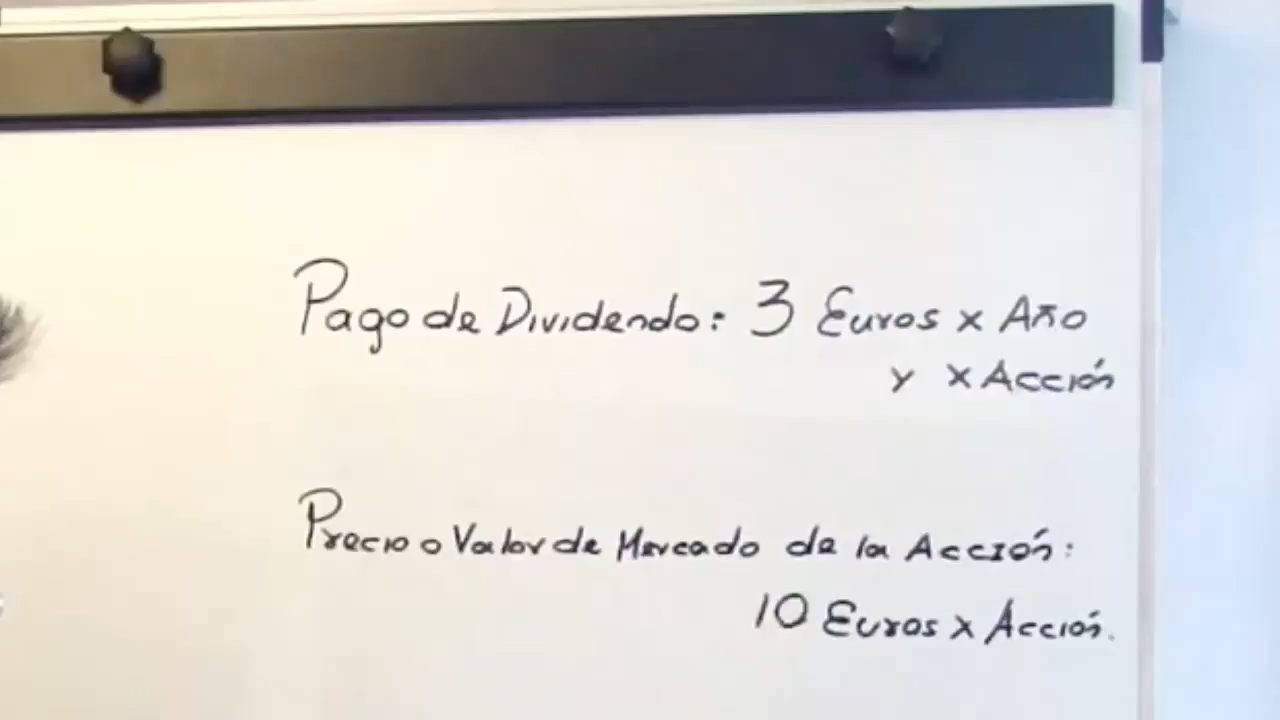 Pago de Dividendo: 3 Euros x Año
y x Acción
Precio o Valor de Mercado de la Acción:
10 Euros x Acción.